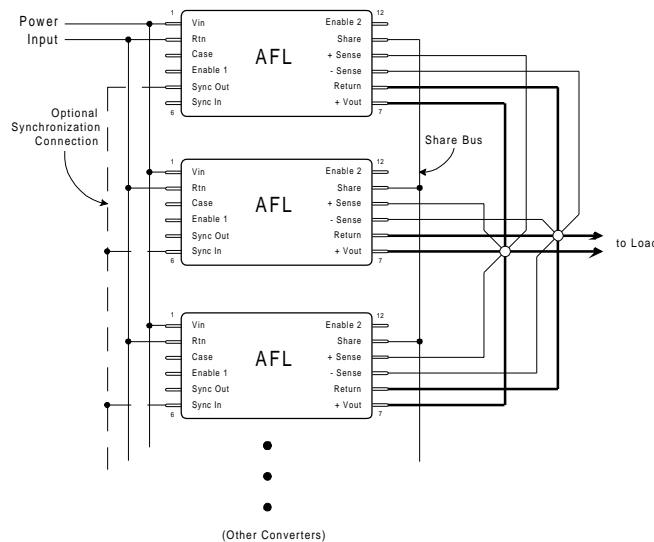 Power
Input
1
Vin
Rtn
Case
Enable 1
Sync Out
Sync In
6
AFL
12
Enable 2
Share
+ Sense
- Sense
Return
+ Vout
7
Optional
Synchronization
Connection
Share Bus
1
Vin
Rtn
Case
Enable 1
Sync Out
Sync In
6
AFL
12
Enable 2
Share
+ Sense
- Sense
Return
+ Vout
7
to Load
1
Vin
Rtn
Case
Enable 1
Sync Out
Sync In
6
AFL
12
Enable 2
Share
+ Sense
- Sense
Return
+ Vout
7
(Other Converters)